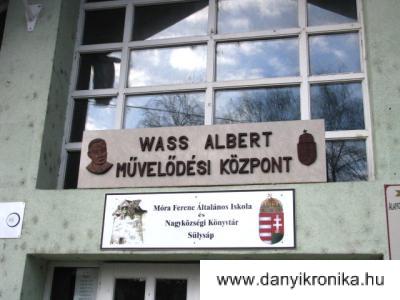 WASS ALBERT
MŰVELŐDÉSI KÖZPONT
Móra Ferenc Általános Iskola
és
Nagyközségi Könyvtár
Sülysáp
www.danyikronika.hu